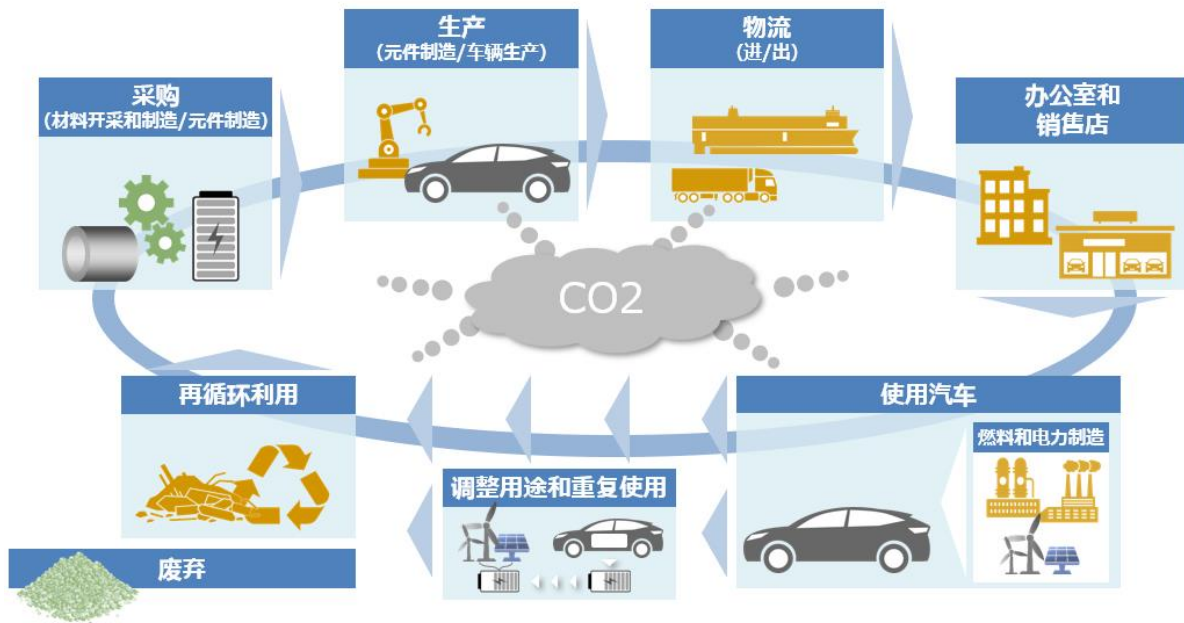 采购
(材料开采和制造/元件制造)
生产
(元件制造/车辆生产)
物流
(进/出)
办公室和
销售店
CO2
再循环利用
使用汽车
燃料和电力制造
调整用途和重复使用
废弃